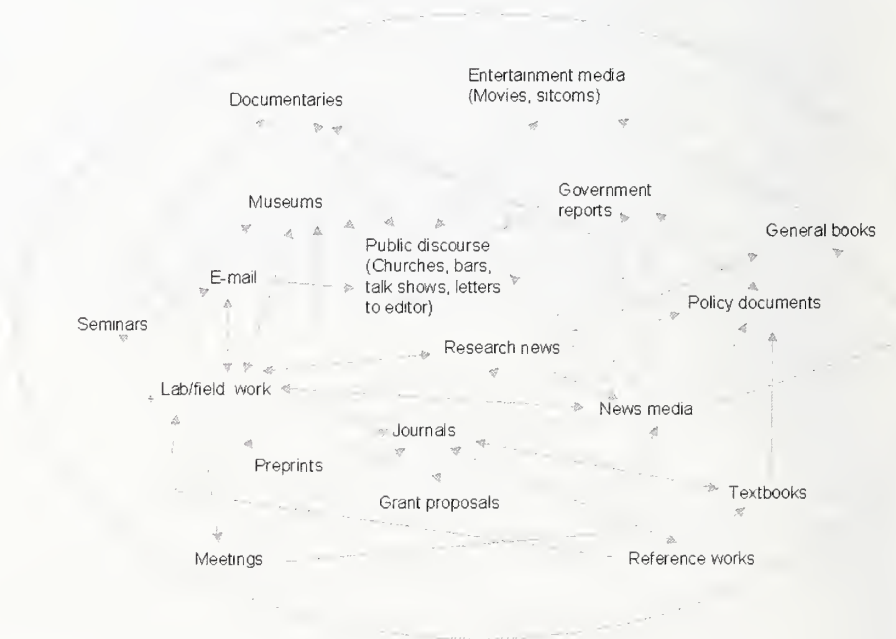 Entertainment media
(Movies, sitcoms)
Documentaries
Government
reports
Museums
General books
Public discourse
(Churches, bars,
talk shows, letters
to editor)
E-mail
Policy documents
Seminars
Research news
Lab/field work
News media
Journals
Preprints
Textbooks
Grant proposals
Meetings
Reference works